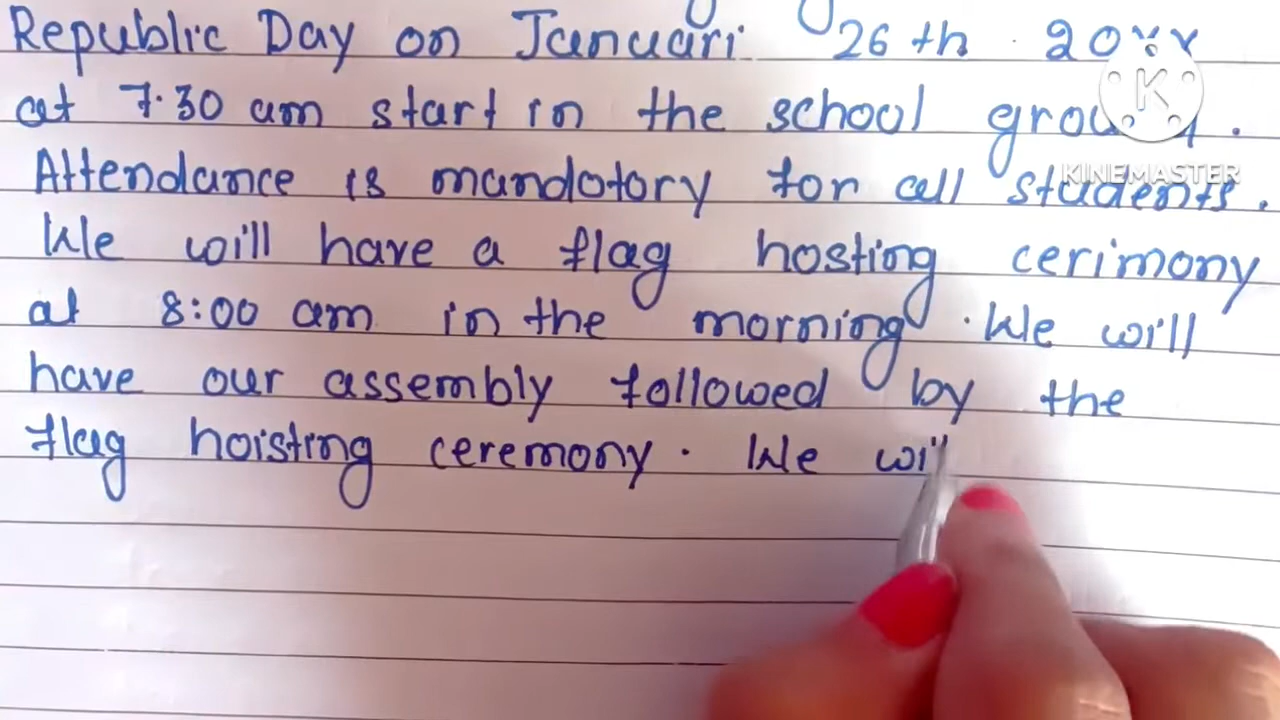 Republic Day on Januari 26th. 20XX
at 7.30 am start in the school ground.
Attendance is mandotory for all students.
We will have a flag hosting cerimony
at 8:00 am in the morning. We will
have our assembly followed by the
flag hoisting ceremony. We wil
K
KINEMASTER